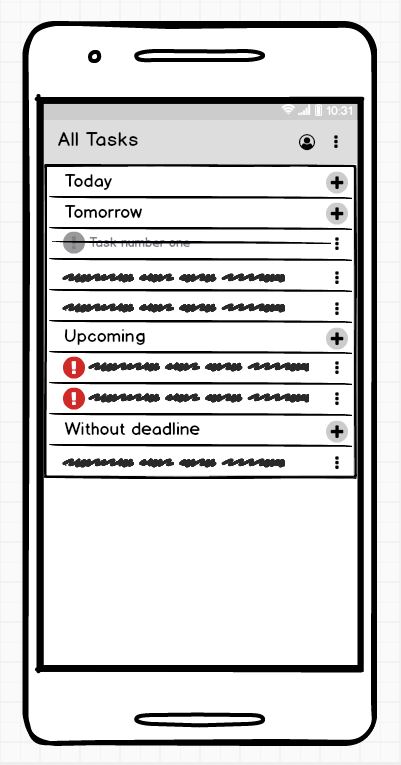 10:31
All Tasks
Today
Tomorrow
Task number one
Upcoming
Without deadline